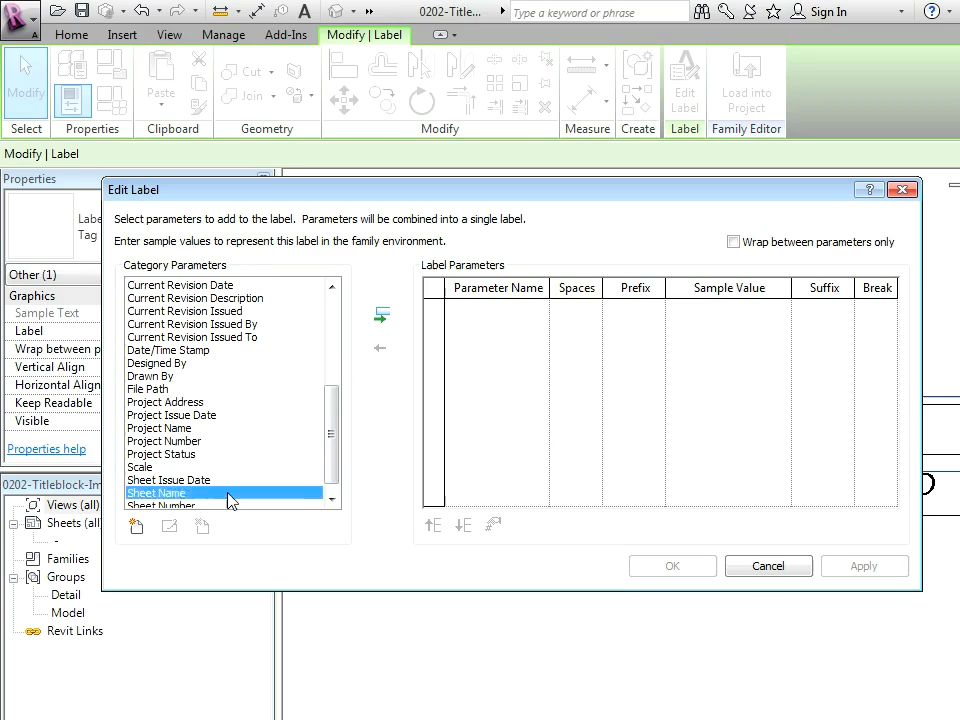 0202-Title...
Type a keyword or phrase
Sign In
Home
Insert
View
Manage
Add-Ins
Modify | Label
Modify
Paste
Cut
Join
Edit
Label
Load into
Project
Select
Properties
Clipboard
Geometry
Modify
Measure
Create
Label
Family Editor
Modify | Label
Properties
Labe
Tag
Other (1)
Graphics
Sample Text
Label
Wrap between p
Vertical Align
Horizontal Align
Keep Readable
Visible
Properties help
0202-Titleblock-Im
Views (all)
Sheets (all
-
Families
Groups
Detail
Model
Revit Links
Edit Label
Select parameters to add to the label. Parameters will be combined into a single label.
Enter sample values to represent this label in the family environment.
Wrap between parameters only
Category Parameters
Current Revision Date
Current Revision Description
Current Revision Issued
Current Revision Issued By
Current Revision Issued To
Date/Time Stamp
Designed By
Drawn By
File Path
Project Address
Project Issue Date
Project Name
Project Number
Project Status
Scale
Sheet Issue Date
Sheet Name
Sheet Number
Label Parameters
Parameter Name
Spaces
Prefix
Sample Value
Suffix
Break
OK
Cancel
Apply